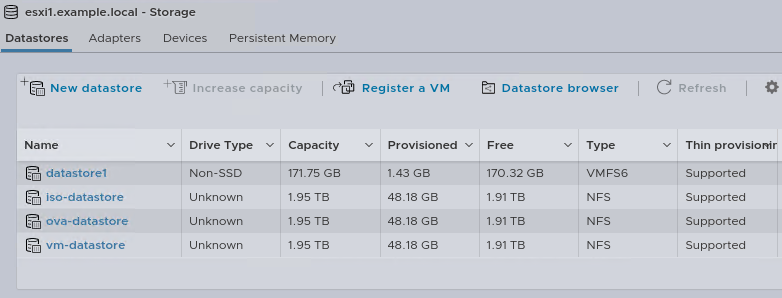 esxi1.example.local - Storage
Datastores Adapters Devices Persistent Memory
New datastore Increase capacity Register a VM Datastore browser Refresh
Name Drive Type Capacity Provisioned Free Type Thin provisioning
datastore1 Non-SSD 171.75 GB 1.43 GB 170.32 GB VMFS6 Supported
iso-datastore Unknown 1.95 TB 48.18 GB 1.91 TB NFS Supported
ova-datastore Unknown 1.95 TB 48.18 GB 1.91 TB NFS Supported
vm-datastore Unknown 1.95 TB 48.18 GB 1.91 TB NFS Supported